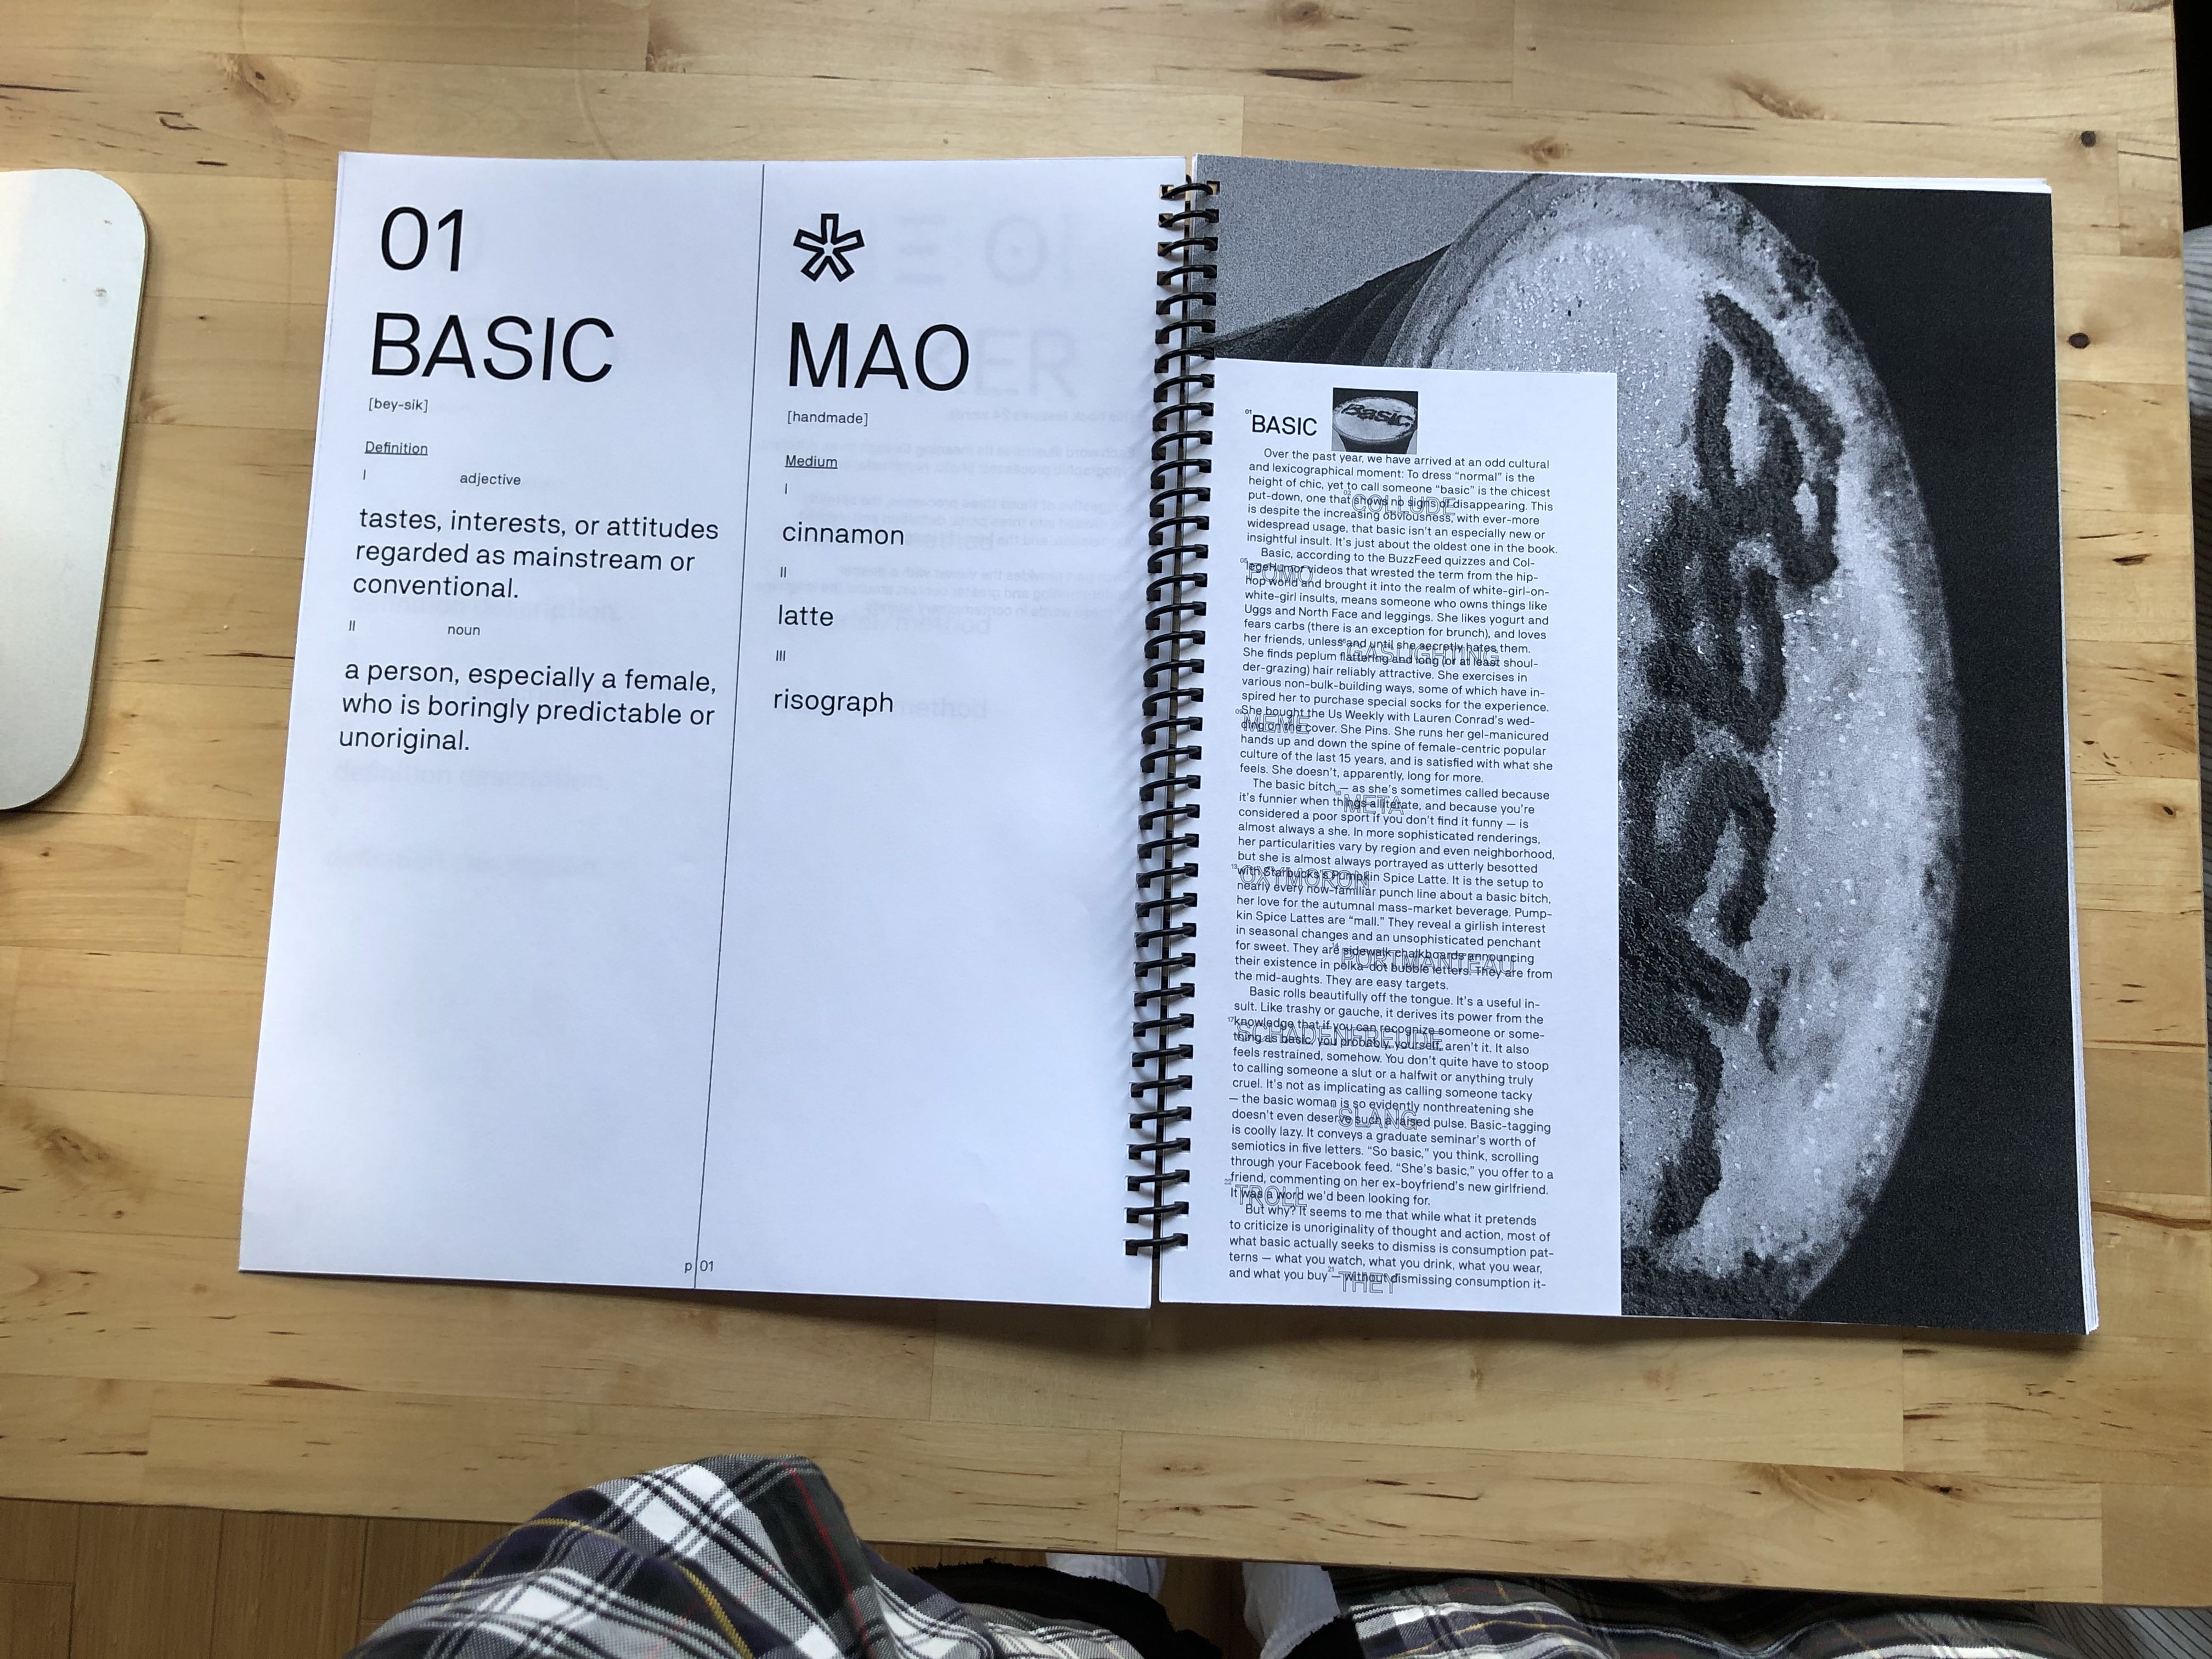 01
BASIC
[bey-sik]
Definition
I adjective
tastes, interests, or attitudes
regarded as mainstream or
conventional.
II noun
a person, especially a female,
who is boringly predictable or
unoriginal.
p 01
*
MAO
[handmade]
Medium
I
cinnamon
II
latte
III
risograph
01
BASIC
Basic
Over the past year, we have arrived at an odd cultural
and lexicographical moment: To dress “normal” is the
height of chic, yet to call someone “basic” is the chicest
put-down, one that shows no signs of disappearing. This
is despite the increasing obviousness, with ever-more
widespread usage, that basic isn’t an especially new or
insightful insult. It’s just about the oldest one in the book.
Basic, according to the BuzzFeed quizzes and Col-
legeHumor videos that wrested the term from the hip-
hop world and brought it into the realm of white-girl-on-
white-girl insults, means someone who owns things like
Uggs and North Face and leggings. She likes yogurt and
fears carbs (there is an exception for brunch), and loves
her friends, unless and until she secretly hates them.
She finds peplum flattering and long (or at least shoul-
der-grazing) hair reliably attractive. She exercises in
various non-bulk-building ways, some of which have in-
spired her to purchase special socks for the experience.
She bought the Us Weekly with Lauren Conrad’s wed-
ding on the cover. She Pins. She runs her gel-manicured
hands up and down the spine of female-centric popular
culture of the last 15 years, and is satisfied with what she
feels. She doesn’t, apparently, long for more.
The basic bitch — as she’s sometimes called because
it’s funnier when things alliterate, and because you’re
considered a poor sport if you don’t find it funny — is
almost always a she. In more sophisticated renderings,
her particularities vary by region and even neighborhood,
but she is almost always portrayed as utterly besotted
with Starbucks’s Pumpkin Spice Latte. It is the setup to
nearly every now-familiar punch line about a basic bitch,
her love for the autumnal mass-market beverage. Pump-
kin Spice Lattes are “mall.” They reveal a girlish interest
in seasonal changes and an unsophisticated penchant
for sweet. They are sidewalk chalkboards announcing
their existence in polka-dot bubble letters. They are from
the mid-aughts. They are easy targets.
Basic rolls beautifully off the tongue. It’s a useful in-
sult. Like trashy or gauche, it derives its power from the
knowledge that if you can recognize someone or some-
thing as basic, you probably, yourself, aren’t it. It also
feels restrained, somehow. You don’t quite have to stoop
to calling someone a slut or a halfwit or anything truly
cruel. It’s not as implicating as calling someone tacky
— the basic woman is so evidently nonthreatening she
doesn’t even deserve such a raised pulse. Basic-tagging
is coolly lazy. It conveys a graduate seminar’s worth of
semiotics in five letters. “So basic,” you think, scrolling
through your Facebook feed. “She’s basic,” you offer to a
friend, commenting on her ex-boyfriend’s new girlfriend.
It was a word we’d been looking for.
But why? It seems to me that while what it pretends
to criticize is unoriginality of thought and action, most of
what basic actually seeks to dismiss is consumption pat-
terns — what you watch, what you drink, what you wear,
and what you buy — without dismissing consumption it-